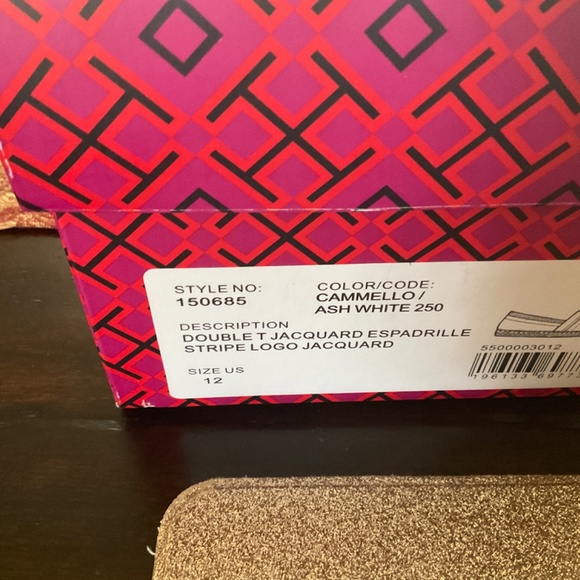 STYLE NO: COLOR/CODE:
150685 CAMMELLO /
ASH WHITE 250
DESCRIPTION
DOUBLE T JACQUARD ESPADRILLE
STRIPE LOGO JACQUARD
SIZE US
12
5500003012
196133